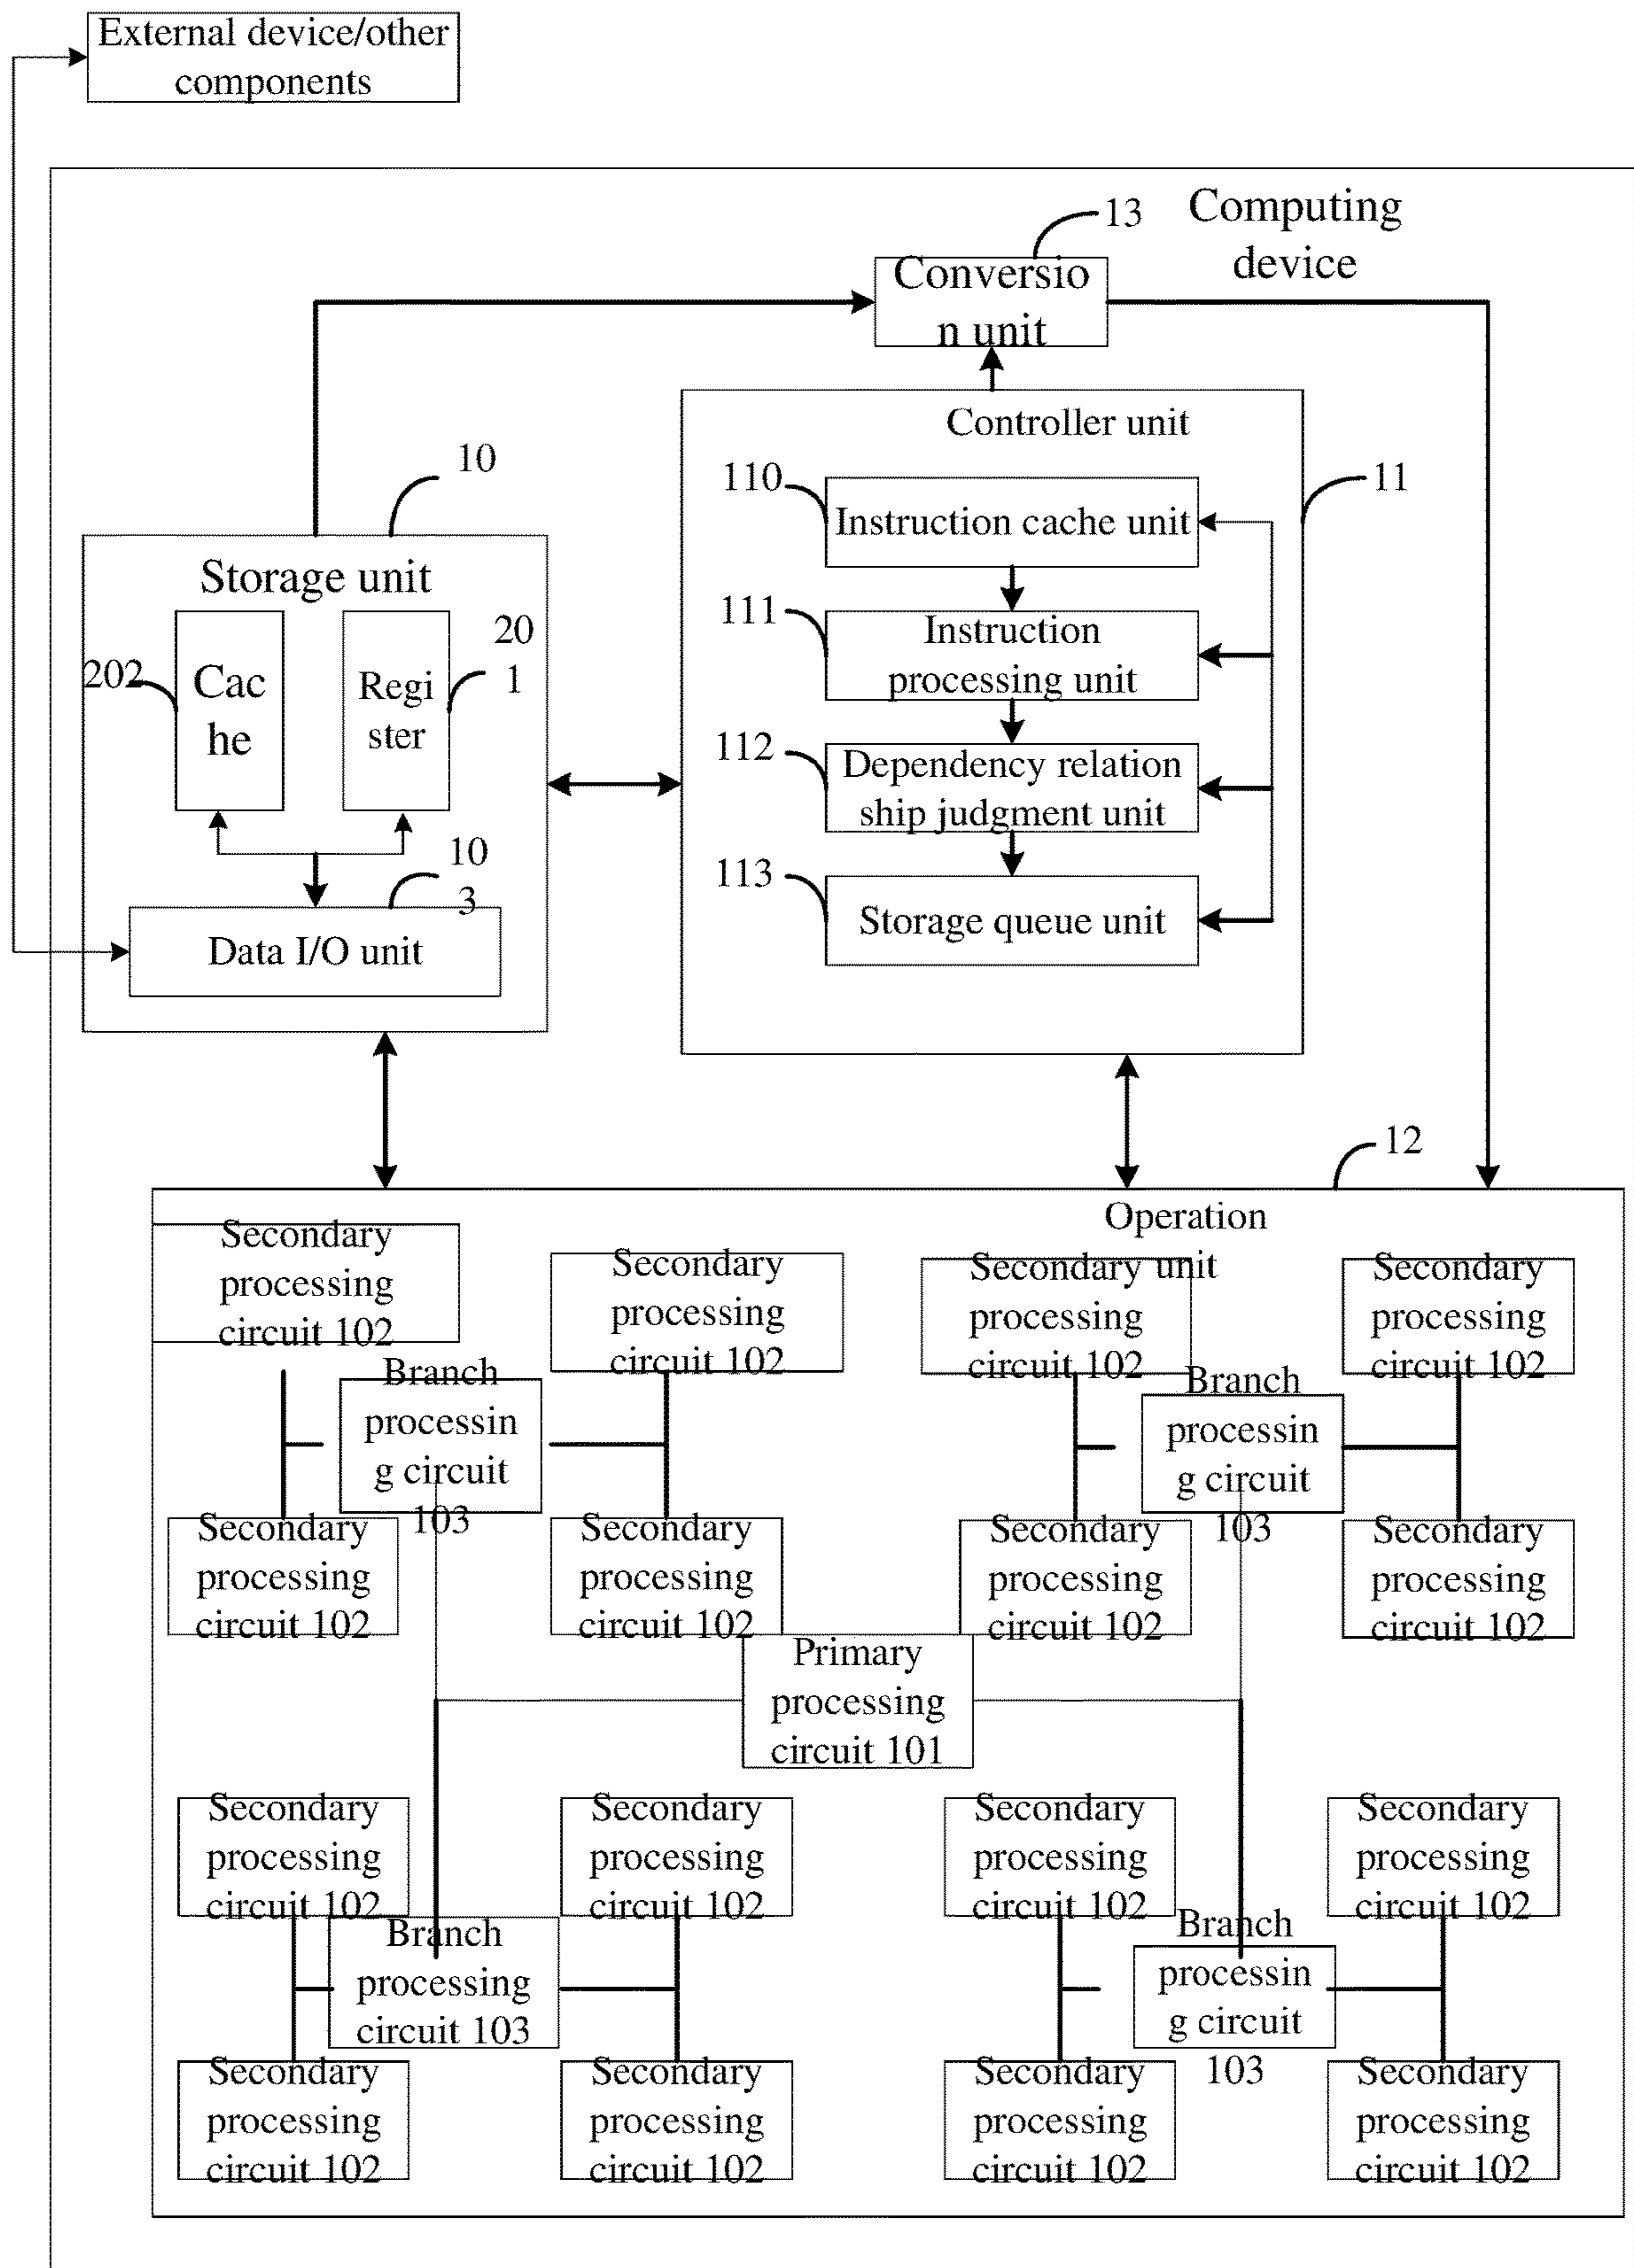 External device/other
components
13
Computing
device
Conversio
n unit
Controller unit
10
110
Instruction cache unit
11
Storage unit
202
Cac
he
Regi
ster
20
1
111
Instruction
processing unit
112
Dependency relation
ship judgment unit
10
3
113
Storage queue unit
Data I/O unit
12
Operation
unit
Secondary
processing
circuit 102
Secondary
processing
circuit 102
Secondary
processing
circuit 102
Secondary
processing
circuit 102
Branch
processin
g circuit
103
Branch
processin
g circuit
103
Secondary
processing
circuit 102
Secondary
processing
circuit 102
Secondary
processing
circuit 102
Secondary
processing
circuit 102
Primary
processing
circuit 101
Secondary
processing
circuit 102
Secondary
processing
circuit 102
Secondary
processing
circuit 102
Secondary
processing
circuit 102
Branch
processing
circuit 103
Branch
processin
g circuit
103
Secondary
processing
circuit 102
Secondary
processing
circuit 102
Secondary
processing
circuit 102
Secondary
processing
circuit 102